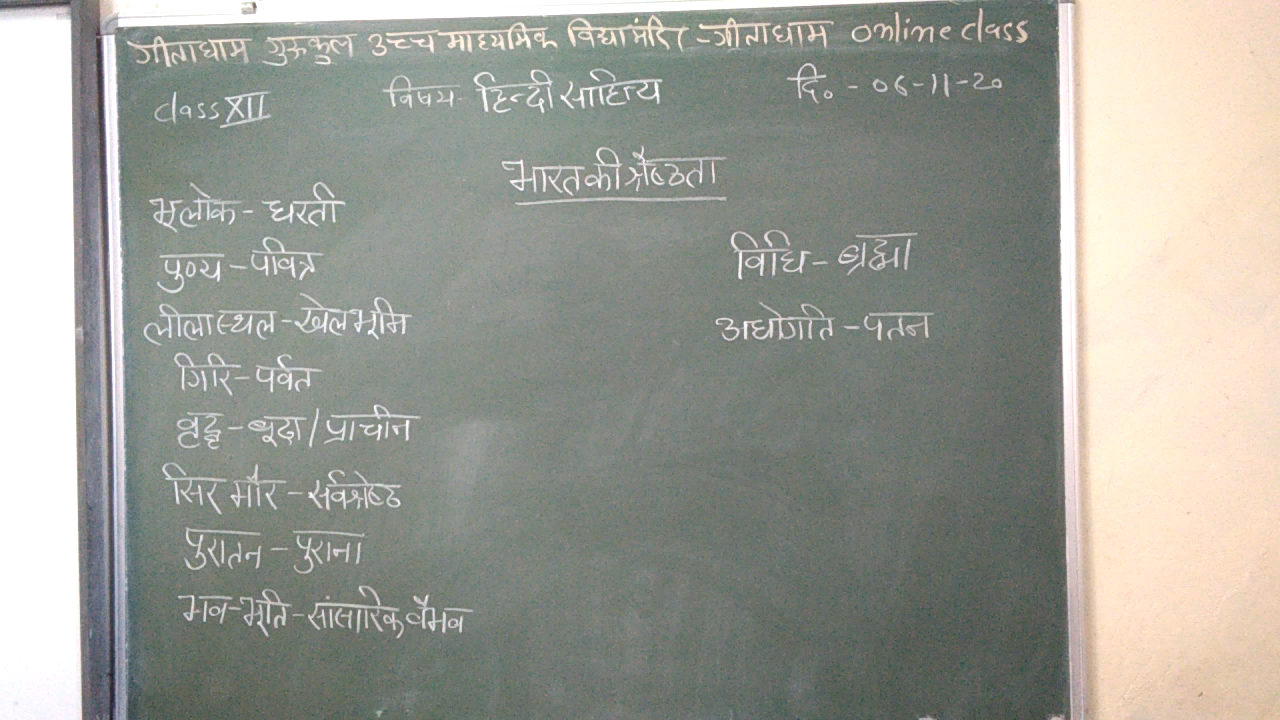 गीताधाम गुरुकुल उच्च माध्यमिक विद्यामंदिर -गीताधाम online class
class XII विषय- हिन्दी साहित्य दि० - 06-11-20
भारत की श्रेष्ठता
भूलोक - धरती
पुण्य - पवित्र
लीलास्थल - खेलभूमि
गिरि - पर्वत
वृद्ध - बूढ़ा / प्राचीन
सिर मौर - सर्वश्रेष्ठ
पुरातन - पुराना
भव-भूति - सांसारिक वैभव
विधि - ब्रह्मा
अधोगति - पतन